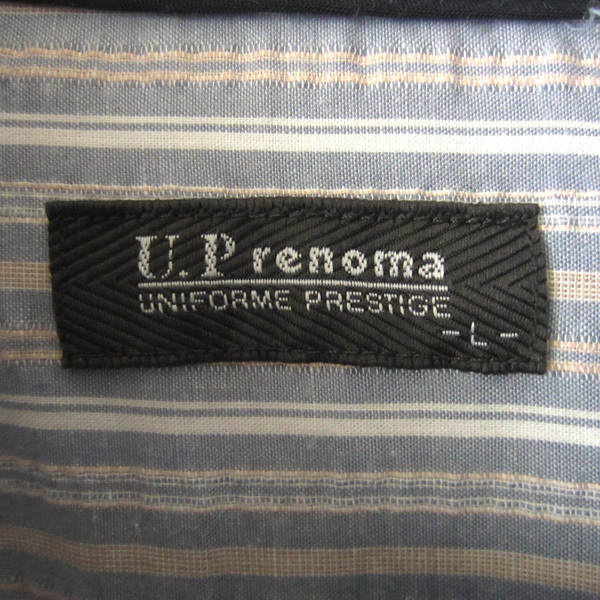 U.P renoma
UNIFORME PRESTIGE
- L -